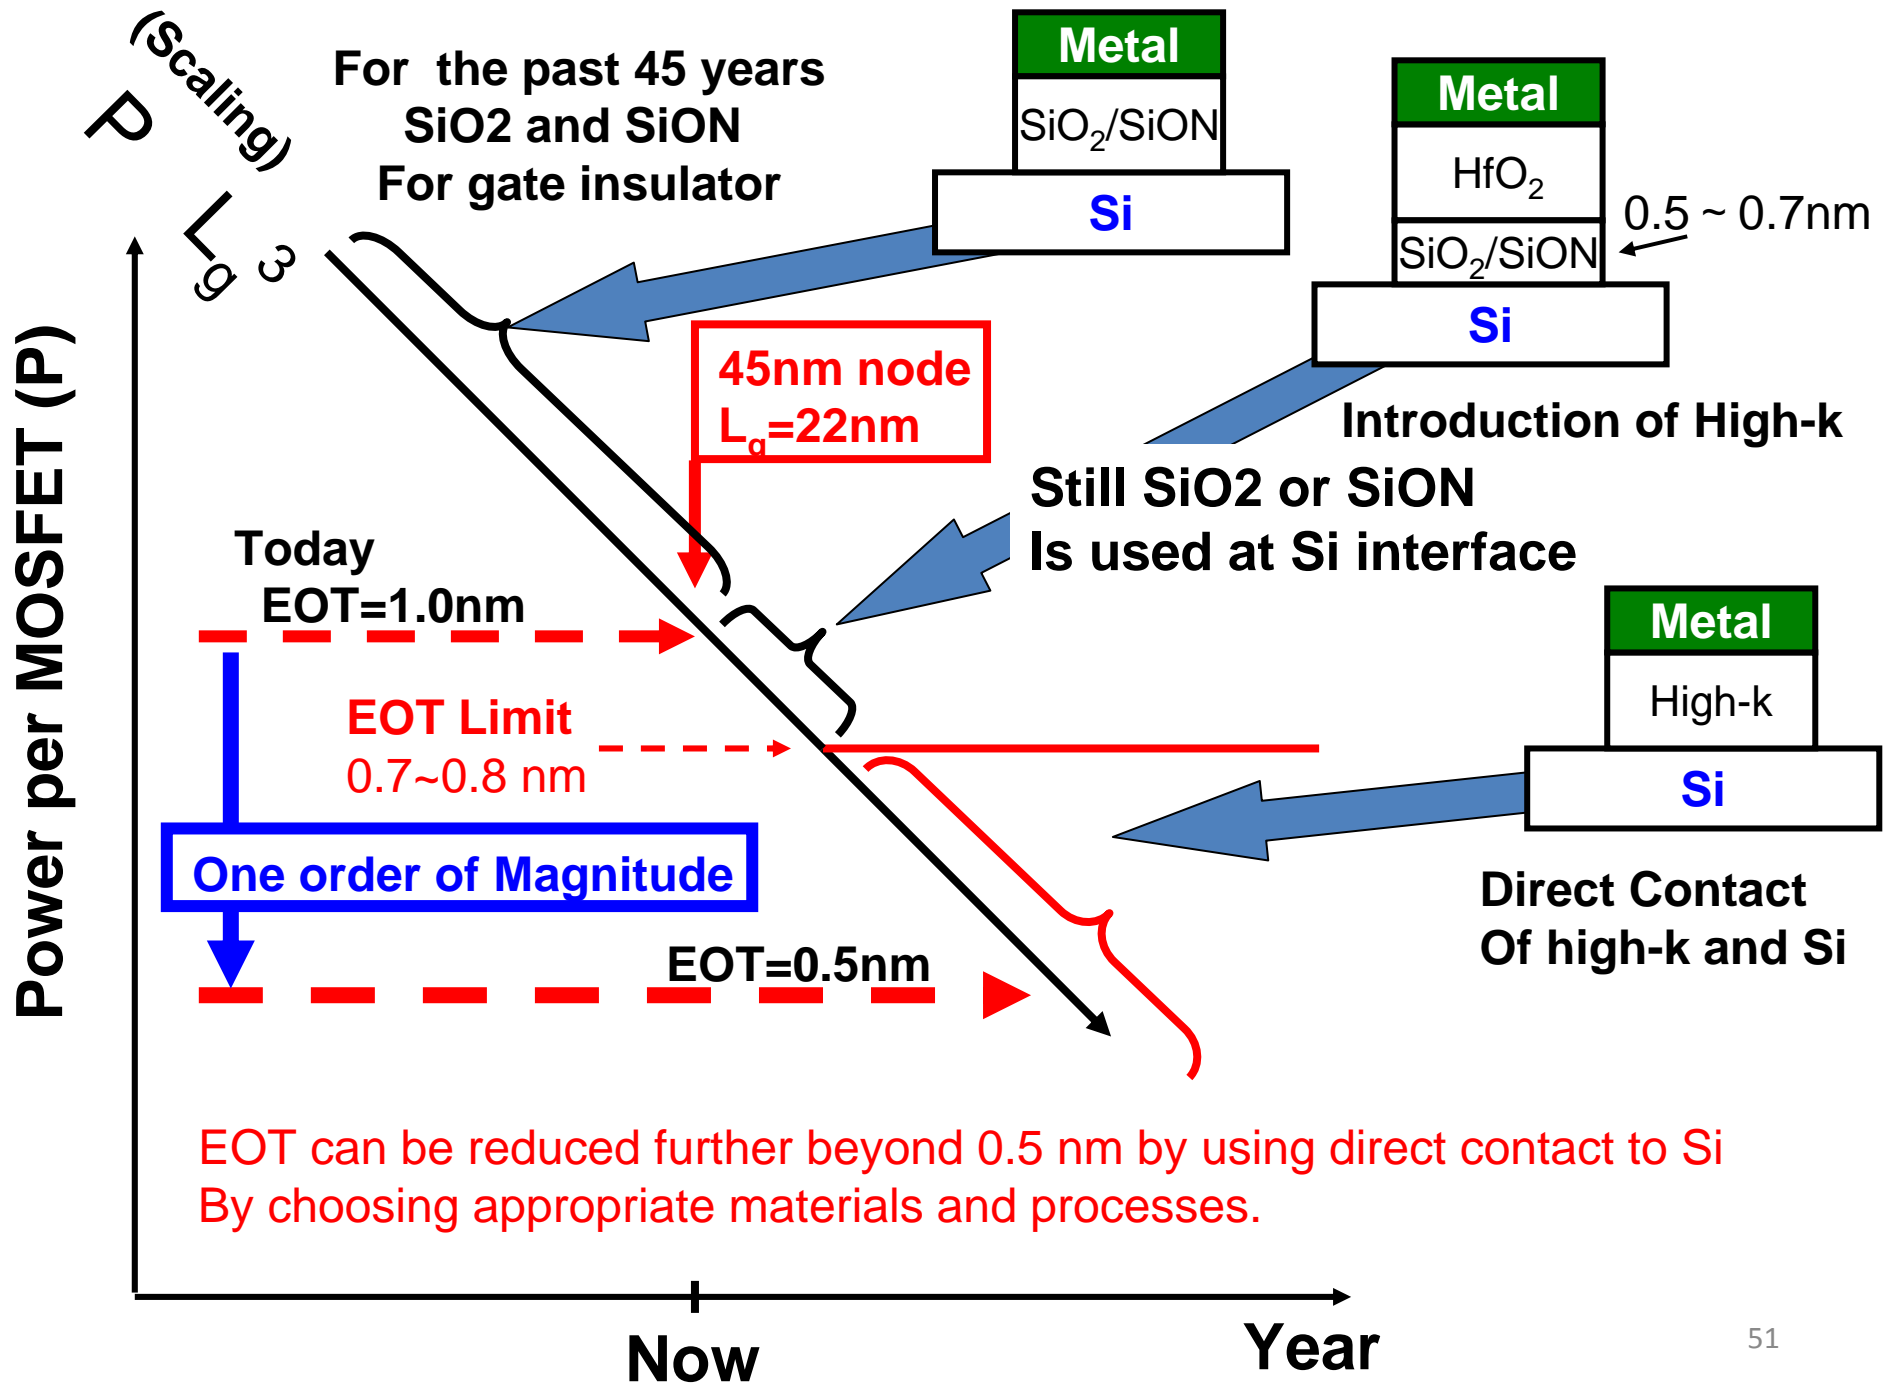 (Scaling)
P
Lg 3
For the past 45 years
SiO2 and SiON
For gate insulator
Metal
SiO2/SiON
Si
Metal
HfO2
SiO2/SiON
Si
0.5 ~ 0.7nm
Introduction of High-k
45nm node
Lg=22nm
Still SiO2 or SiON
Is used at Si interface
Today
EOT=1.0nm
EOT Limit
0.7~0.8 nm
One order of Magnitude
EOT=0.5nm
Metal
High-k
Si
Direct Contact
Of high-k and Si
Power per MOSFET (P)
EOT can be reduced further beyond 0.5 nm by using direct contact to Si
By choosing appropriate materials and processes.
Now
Year
51